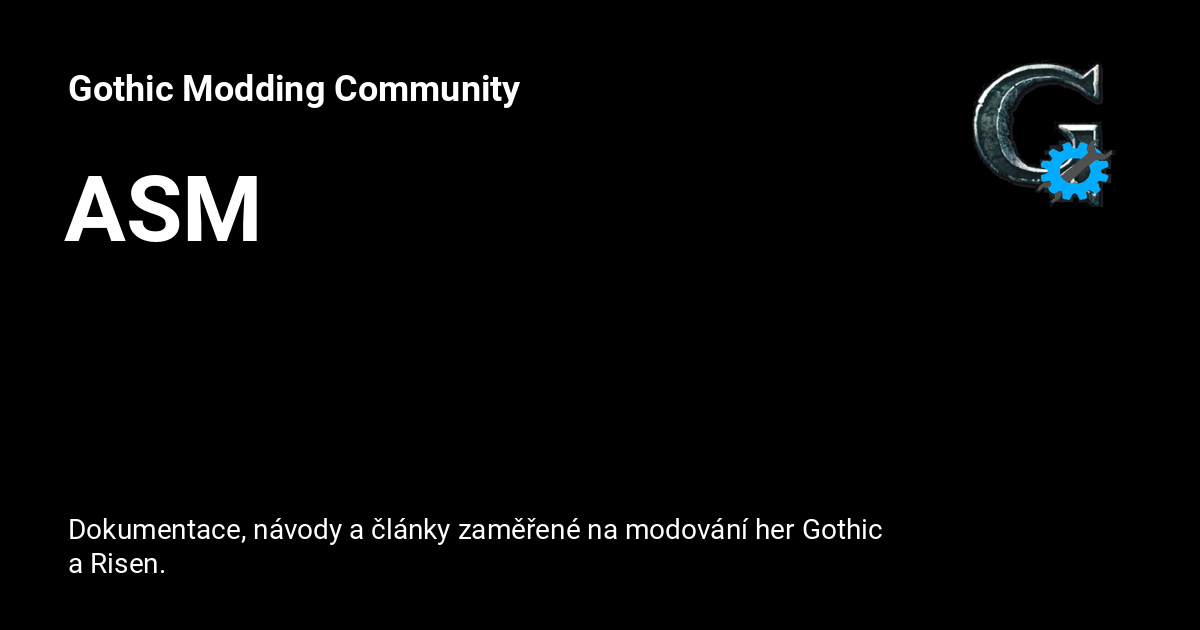 Gothic Modding Community
G
ASM
Dokumentace, návody a články zaměřené na modování her Gothic
a Risen.